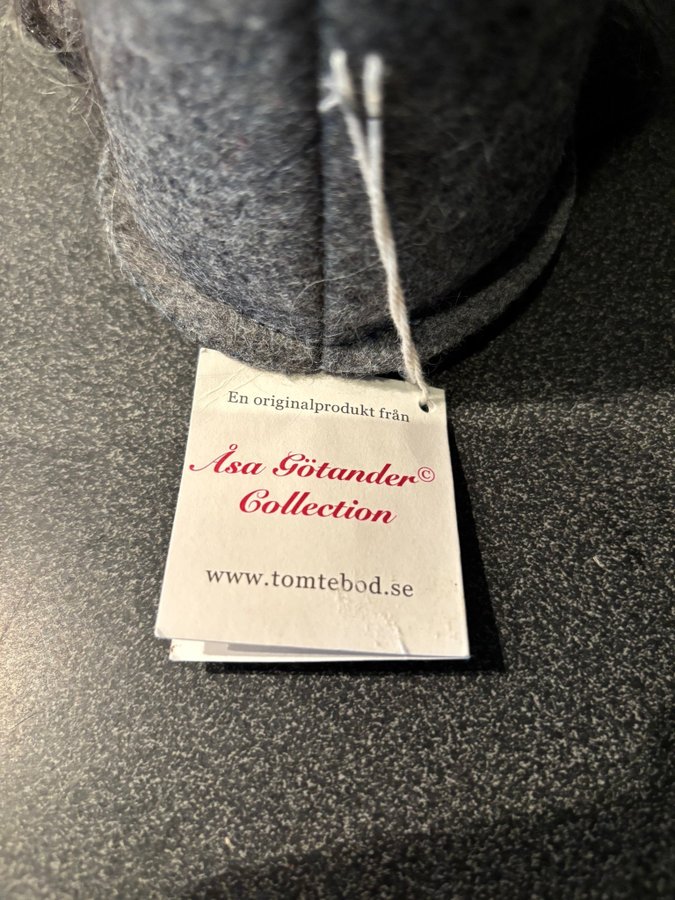 En originalprodukt från
Åsa Götander©
Collection
www.tomtebod.se